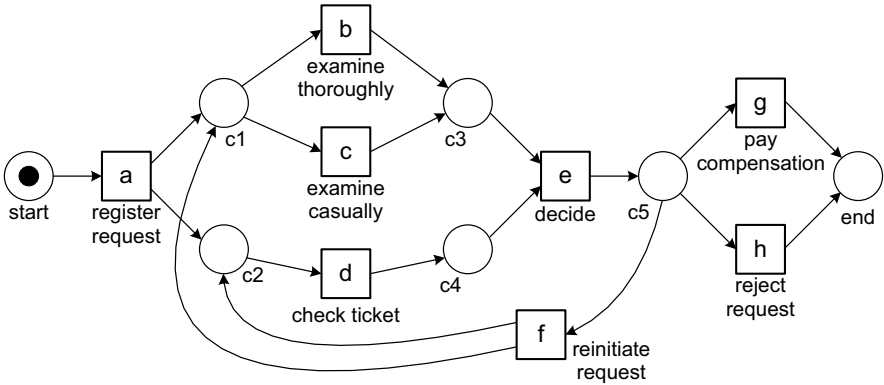 b
examine
thoroughly
c1
c3
c
examine
casually
start
a
register
request
c2
d
check ticket
c4
e
decide
c5
g
pay
compensation
h
reject
request
end
f
reinitiate
request